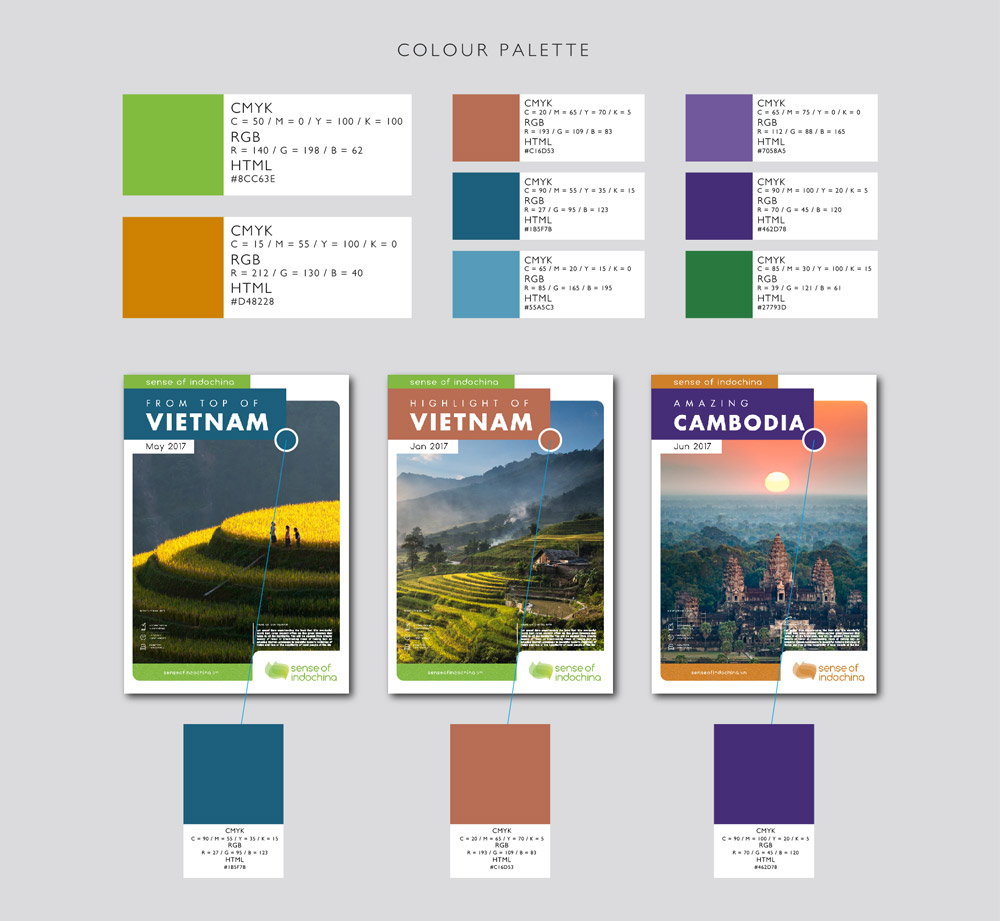 COLOUR PALETTE
CMYK
C = 50 / M = 0 / Y = 100 / K = 100
RGB
R = 140 / G = 198 / B = 62
HTML
#8CC63E
CMYK
C = 15 / M = 55 / Y = 100 / K = 0
RGB
R = 212 / G = 130 / B = 40
HTML
#D48228
CMYK
C = 20 / M = 65 / Y = 70 / K = 5
RGB
R = 193 / G = 109 / B = 83
HTML
#C16D53
CMYK
C = 90 / M = 55 / Y = 35 / K = 15
RGB
R = 27 / G = 95 / B = 123
HTML
#1B5F7B
CMYK
C = 65 / M = 20 / Y = 15 / K = 0
RGB
R = 85 / G = 165 / B = 195
HTML
#55A5C3
CMYK
C = 65 / M = 75 / Y = 0 / K = 0
RGB
R = 112 / G = 88 / B = 165
HTML
#7058A5
CMYK
C = 90 / M = 100 / Y = 20 / K = 5
RGB
R = 70 / G = 45 / B = 120
HTML
#462D78
CMYK
C = 85 / M = 30 / Y = 100 / K = 15
RGB
R = 39 / G = 121 / B = 61
HTML
#27793D
sense of indochina
FROM TOP OF
VIETNAM
May 2017
senseofindochina.vn
sense of
indochina
sense of indochina
HIGHLIGHT OF
VIETNAM
Jan 2017
senseofindochina.vn
sense of
indochina
sense of indochina
AMAZING
CAMBODIA
Jun 2017
senseofindochina.vn
sense of
indochina
CMYK
C = 90 / M = 55 / Y = 35 / K = 15
RGB
R = 27 / G = 95 / B = 123
HTML
#1B5F7B
CMYK
C = 20 / M = 65 / Y = 70 / K = 5
RGB
R = 193 / G = 109 / B = 83
HTML
#C16D53
CMYK
C = 90 / M = 100 / Y = 20 / K = 5
RGB
R = 70 / G = 45 / B = 120
HTML
#462D78